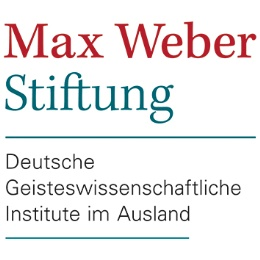 Max Weber
Stiftung
Deutsche
Geisteswissenschaftliche
Institute im Ausland